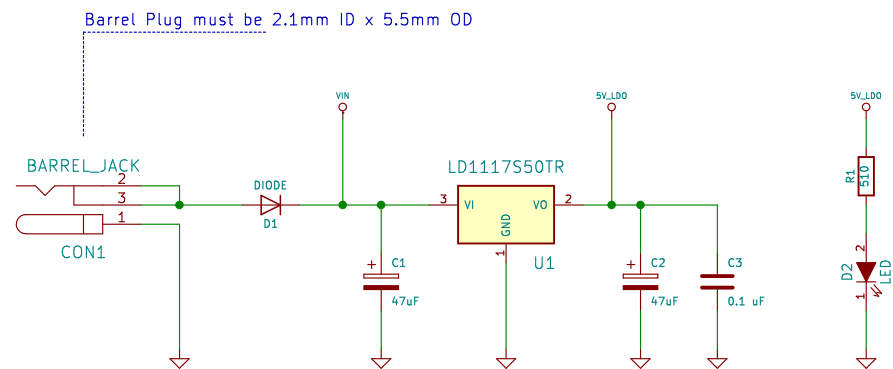 Barrel Plug must be 2.1mm ID x 5.5mm OD
VIN
5V_LDO
5V_LDO
BARREL_JACK
2
3
1
CON1
DIODE
D1
LD1117S50TR
3
VI
VO
2
GND
1
U1
+
C1
47uF
+
C2
47uF
C3
0.1 uF
R1
510
2
D2
LED
1